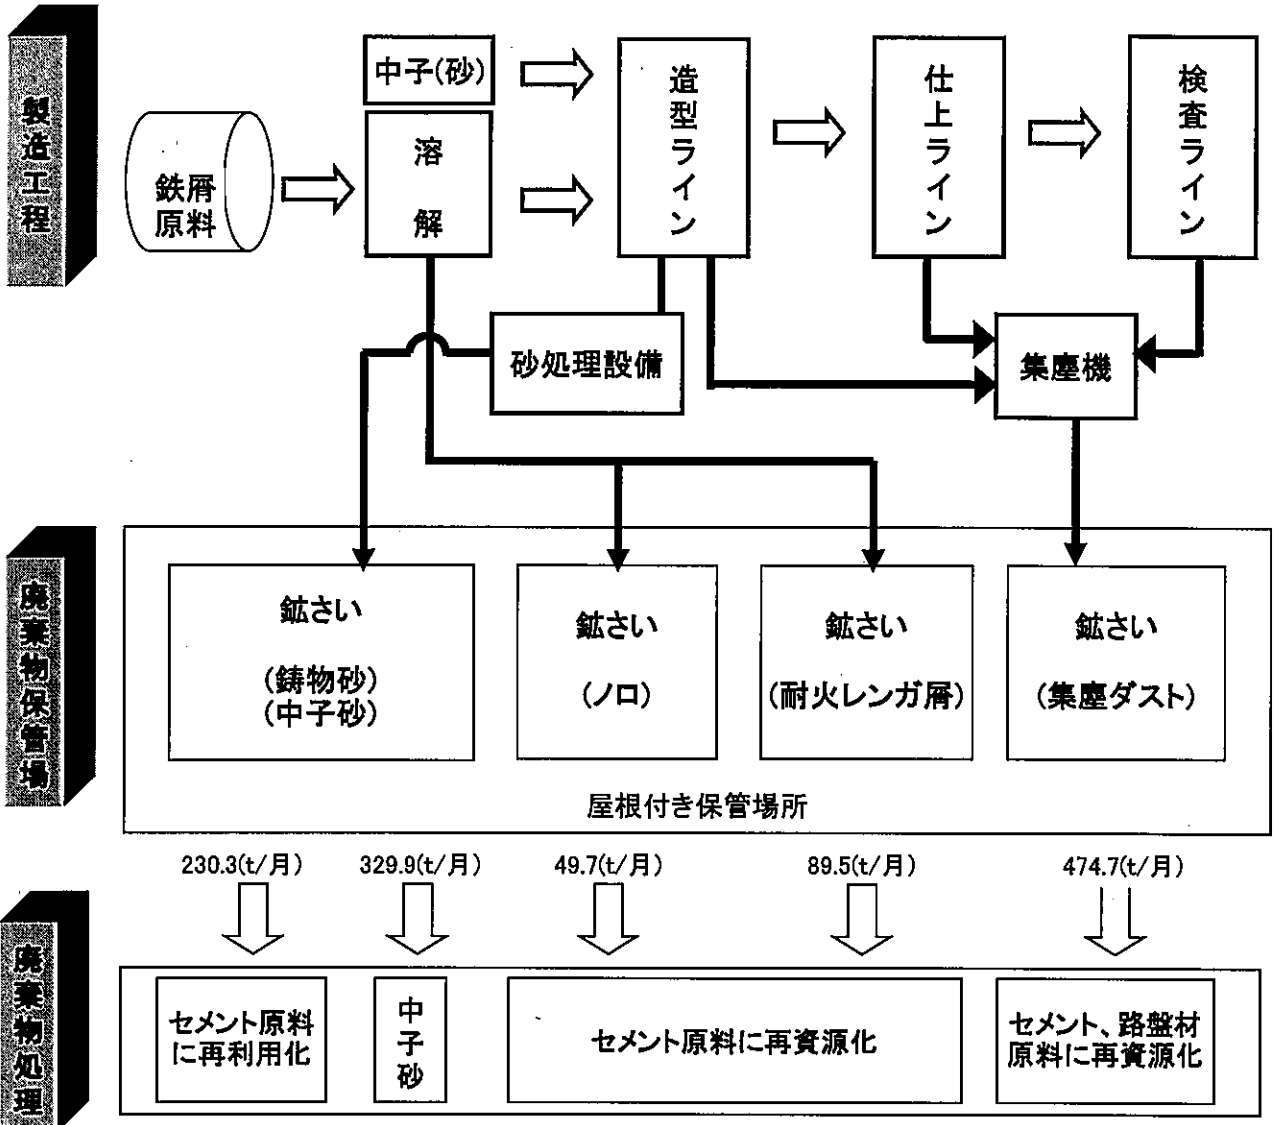 製造工程
鉄屑
原料
中子(砂)
溶解
造型ライン
仕上ライン
検査ライン
砂処理設備
集塵機
廃棄物保管場
鉱さい
(鋳物砂)
(中子砂)
鉱さい
(ノロ)
鉱さい
(耐火レンガ屑)
鉱さい
(集塵ダスト)
屋根付き保管場所
230.3(t/月)
329.9(t/月)
49.7(t/月)
89.5(t/月)
474.7(t/月)
廃棄物処理
セメント原料
に再利用化
中子砂
セメント原料に再資源化
セメント、路盤材
原料に再資源化